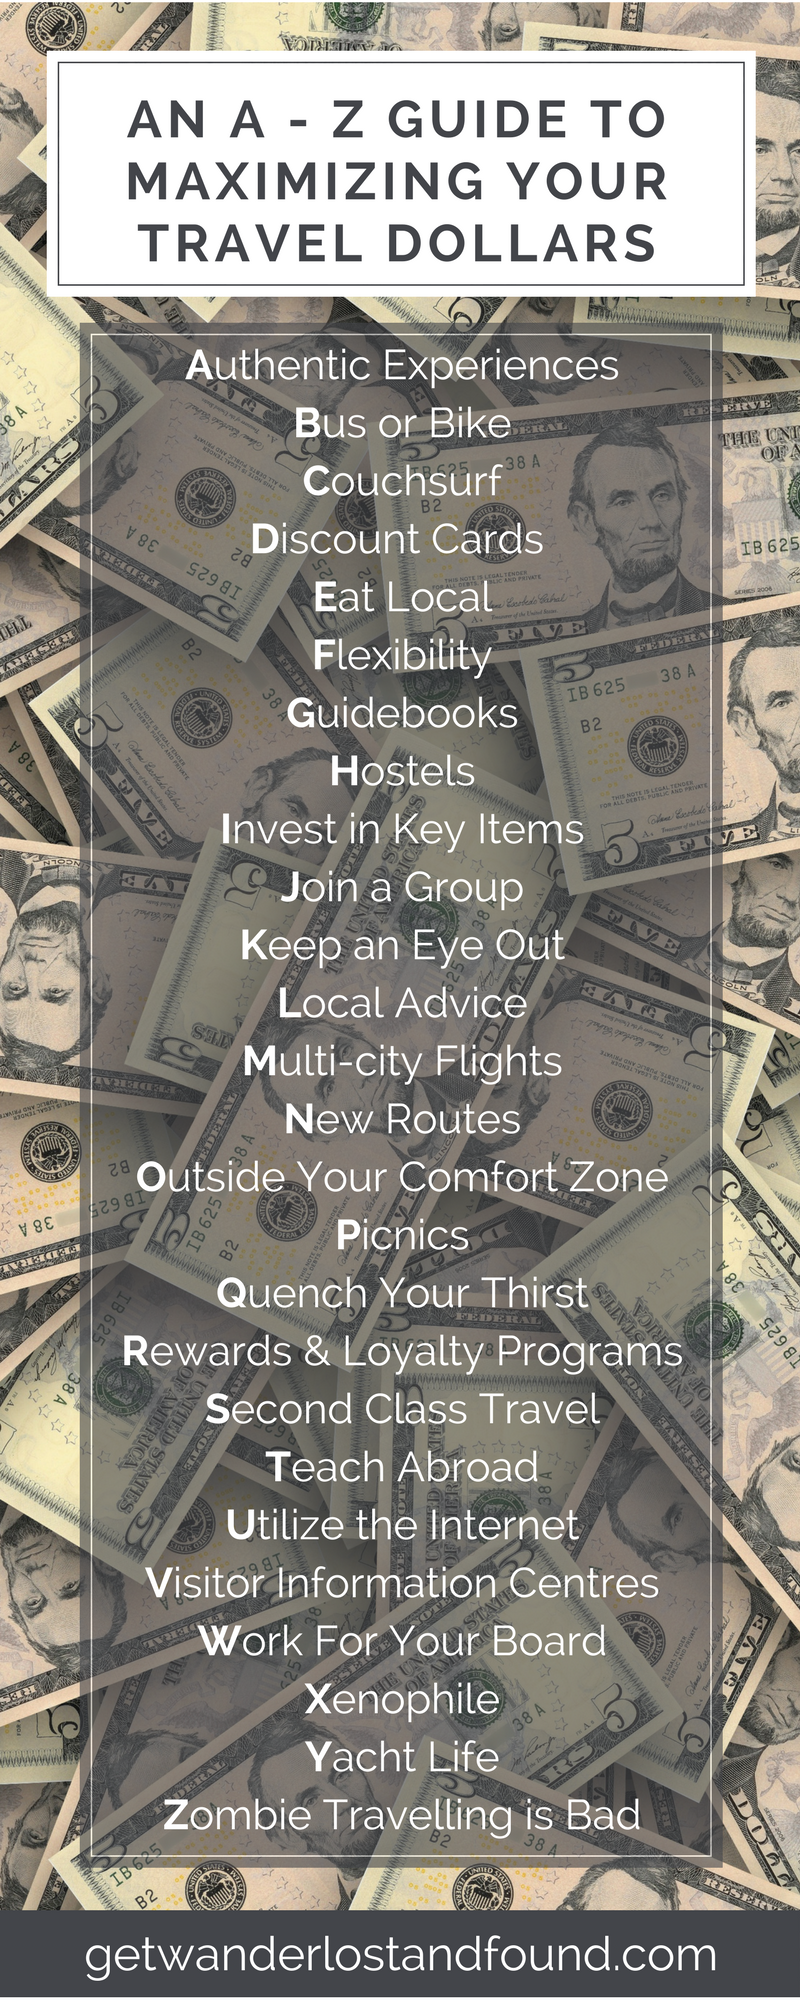 AN A - Z GUIDE TO
MAXIMIZING YOUR
TRAVEL DOLLARS
Authentic Experiences
Bus or Bike
Couchsurf
Discount Cards
Eat Local
Flexibility
Guidebooks
Hostels
Invest in Key Items
Join a Group
Keep an Eye Out
Local Advice
Multi-city Flights
New Routes
Outside Your Comfort Zone
Picnics
Quench Your Thirst
Rewards & Loyalty Programs
Second Class Travel
Teach Abroad
Utilize the Internet
Visitor Information Centres
Work For Your Board
Xenophile
Yacht Life
Zombie Travelling is Bad
getwanderlostandfound.com